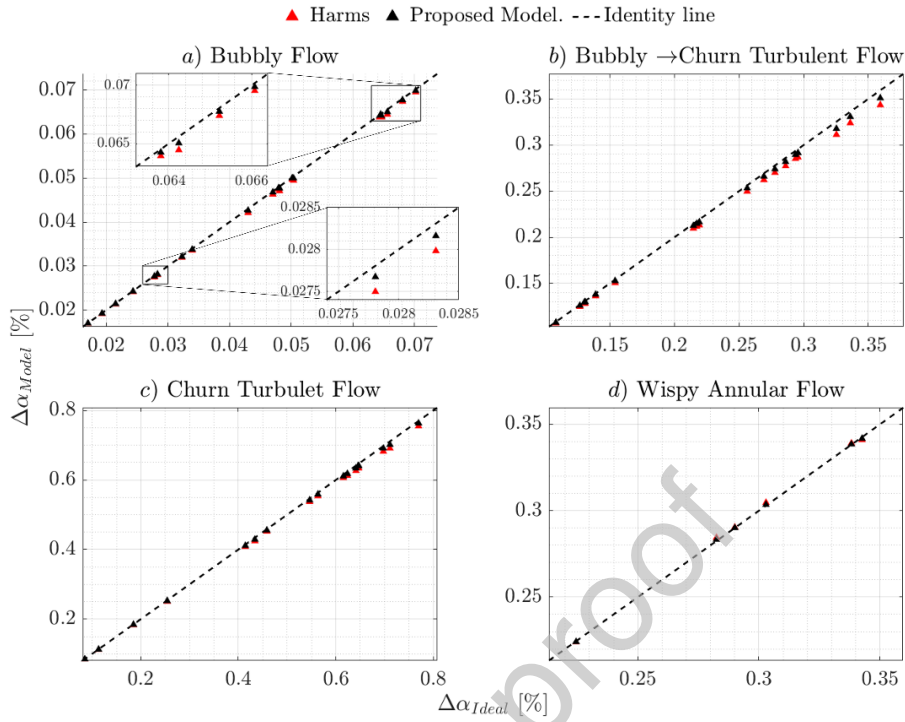 Harms Proposed Model. Identity line
a) Bubbly Flow
0.07
0.06
0.05
0.04
0.03
0.02
0.02 0.03 0.04 0.05 0.06 0.07
0.07
0.065
0.064 0.066
0.0285
0.028
0.0275
0.0275 0.028 0.0285
b) Bubbly →Churn Turbulent Flow
0.35
0.25
0.15
0.15 0.2 0.25 0.3 0.35
Δα_Model [%]
c) Churn Turbulet Flow
0.8
0.6
0.4
0.2
0.2 0.4 0.6 0.8
d) Wispy Annular Flow
0.35
0.3
0.25
0.25 0.3 0.35
Δα_Ideal [%]
proof